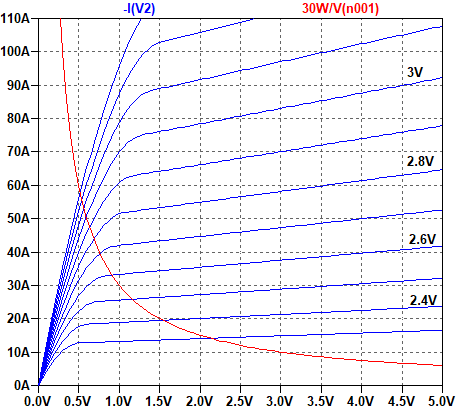 -I(V2) 30W/V(n001)
110A
100A
90A
3V
80A
70A
2.8V
60A
50A
2.6V
40A
30A
2.4V
20A
10A
0A
0.0V 0.5V 1.0V 1.5V 2.0V 2.5V 3.0V 3.5V 4.0V 4.5V 5.0V